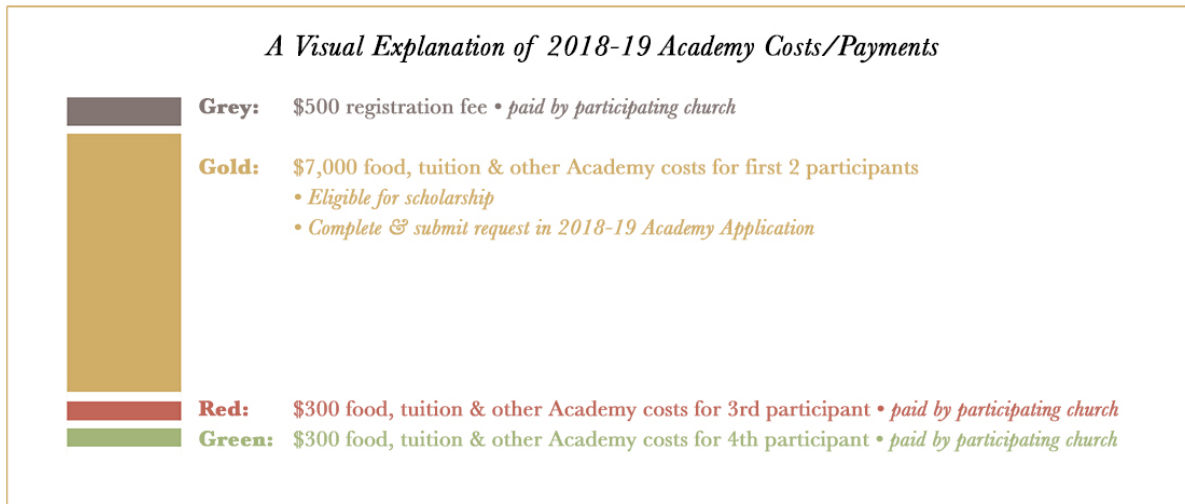 A Visual Explanation of 2018-19 Academy Costs/Payments
Grey: $500 registration fee • paid by participating church
Gold: $7,000 food, tuition & other Academy costs for first 2 participants
• Eligible for scholarship
• Complete & submit request in 2018-19 Academy Application
Red: $300 food, tuition & other Academy costs for 3rd participant • paid by participating church
Green: $300 food, tuition & other Academy costs for 4th participant • paid by participating church